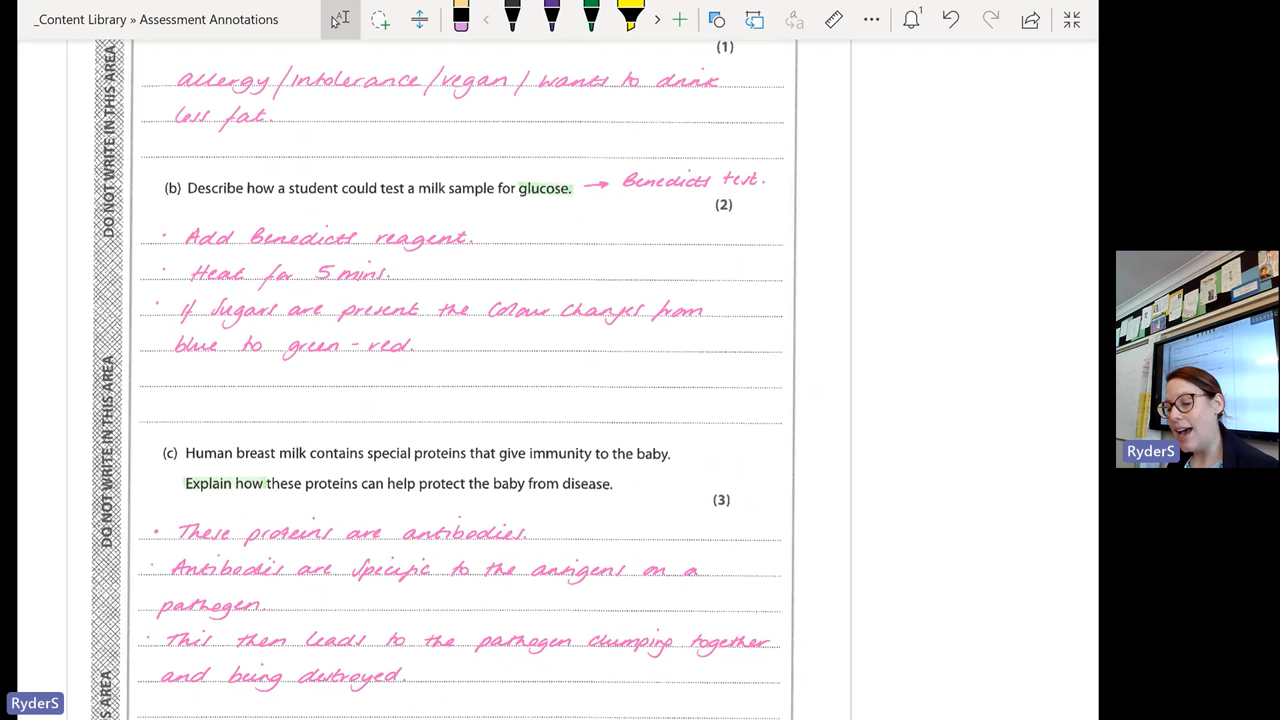 _Content Library » Assessment Annotations
(1)
allergy/intolerance/vegan/ wants to drink
less fat.
(b) Describe how a student could test a milk sample for glucose. → Benedicts test.
(2)
· Add Benedicts reagent.
· Heat for 5 mins.
· If sugars are present the colour changes from
blue to green - red.
(c) Human breast milk contains special proteins that give immunity to the baby.
Explain how these proteins can help protect the baby from disease.
(3)
· These proteins are antibodies.
· Antibodies are specific to the antigens on a
pathogen.
· This then leads to the pathogen clumping together
and being destroyed.
DO NOT WRITE IN THIS AREA
DO NOT WRITE IN THIS AREA
S AREA
RyderS
RyderS